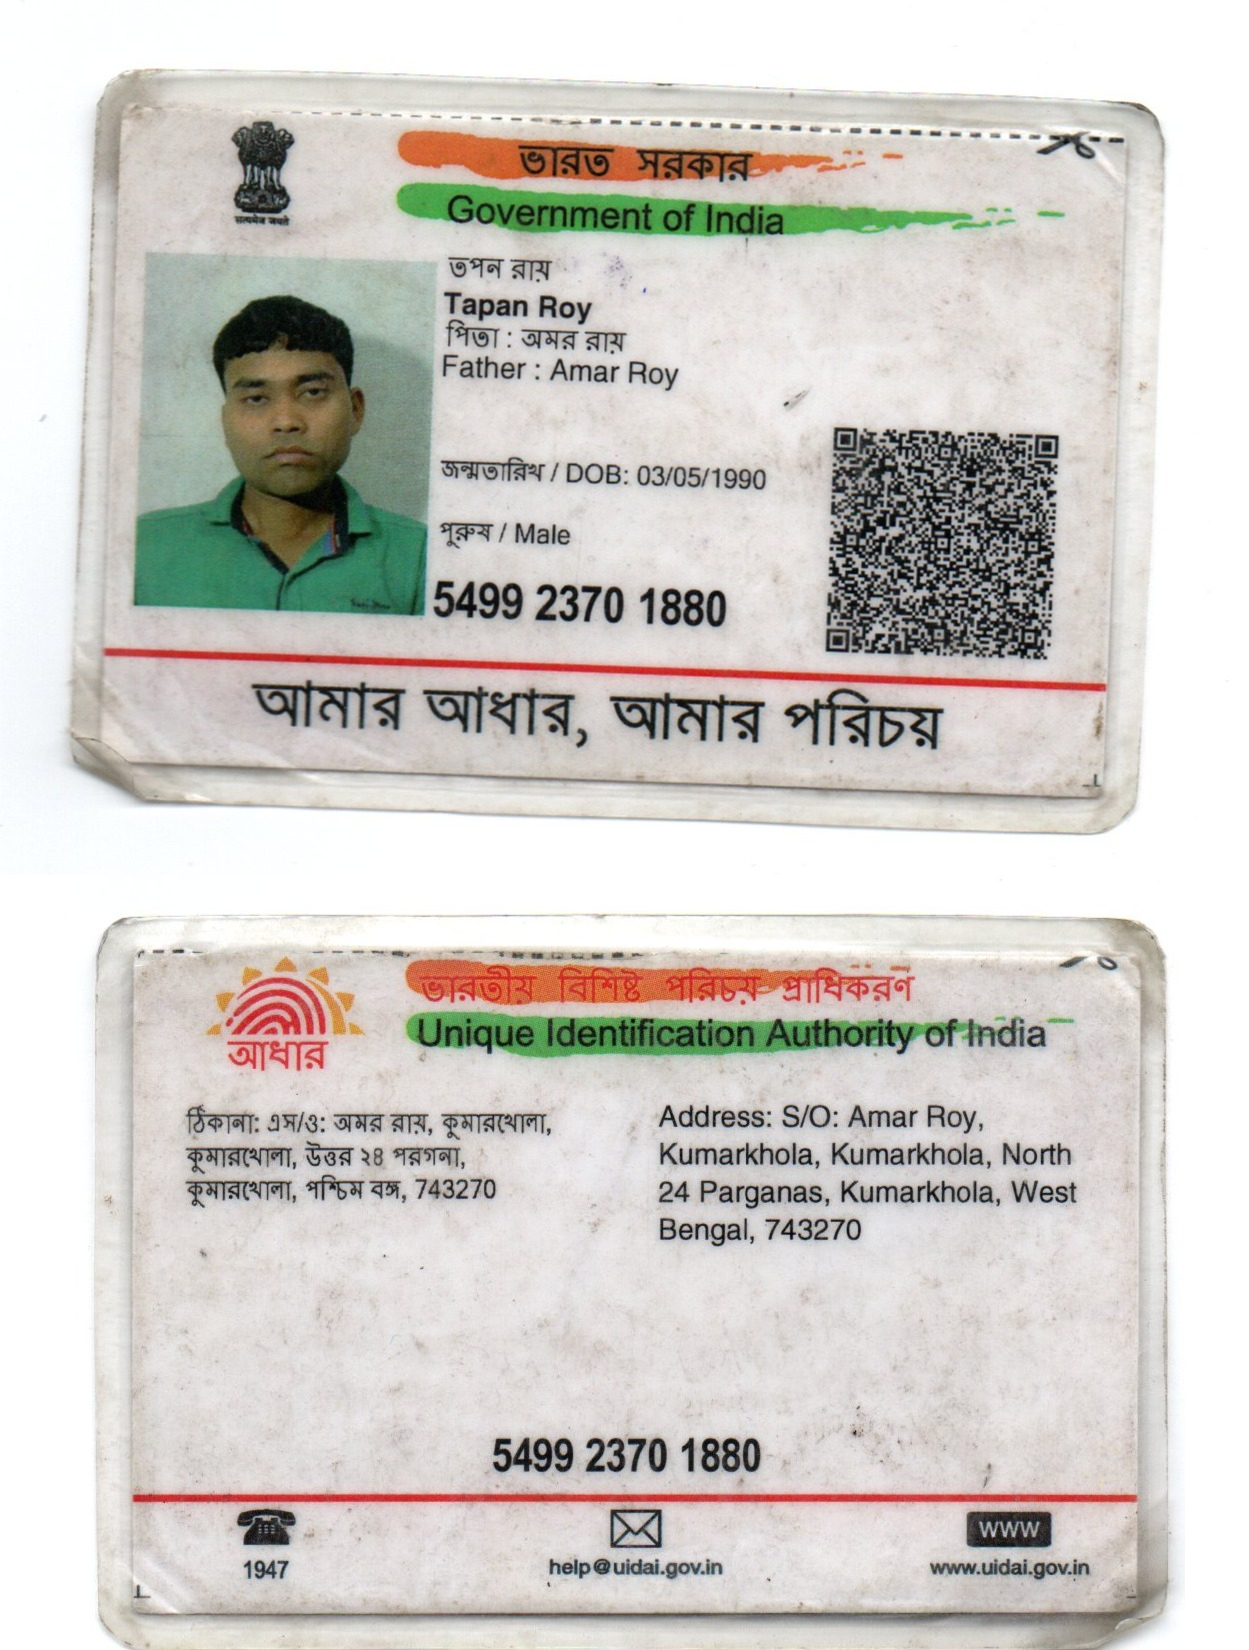 ভারত সরকার
Government of India
सत्यमेव जयते
তপন রায়
Tapan Roy
পিতা : অমর রায়
Father : Amar Roy
জন্মতারিখ / DOB: 03/05/1990
পুরুষ / Male
5499 2370 1880
আমার আধার, আমার পরিচয়
ভারতীয় বিশিষ্ট পরিচয় প্রাধিকরণ
Unique Identification Authority of India
আধার
ঠিকানা: এস/ও: অমর রায়, কুমারখোলা,
কুমারখোলা, উত্তর ২৪ পরগনা,
কুমারখোলা, পশ্চিম বঙ্গ, 743270
Address: S/O: Amar Roy,
Kumarkhola, Kumarkhola, North
24 Parganas, Kumarkhola, West
Bengal, 743270
5499 2370 1880
1947
help@uidai.gov.in
www
www.uidai.gov.in